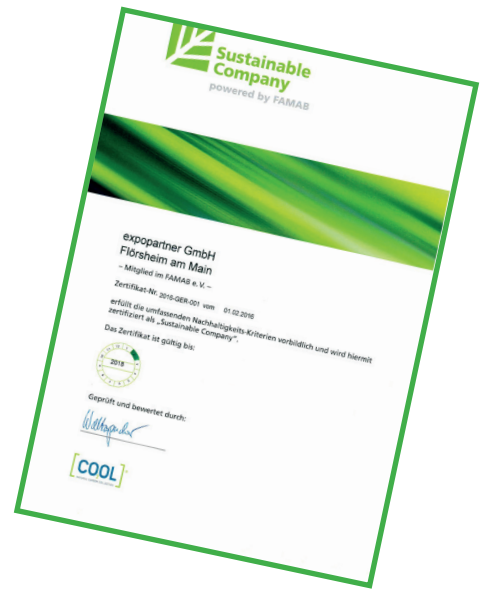 Sustainable
Company
powered by FAMAB
expopartner GmbH
Flörsheim am Main
– Mitglied im FAMAB e. V. –
Zertifikat-Nr. 2016-GER-001 vom 01.02.2016
erfüllt die umfassenden Nachhaltigkeits-Kriterien vorbildlich und wird hiermit
zertifiziert als „Sustainable Company“.
Das Zertifikat ist gültig bis:
2018
Geprüft und bewertet durch:
[COOL]